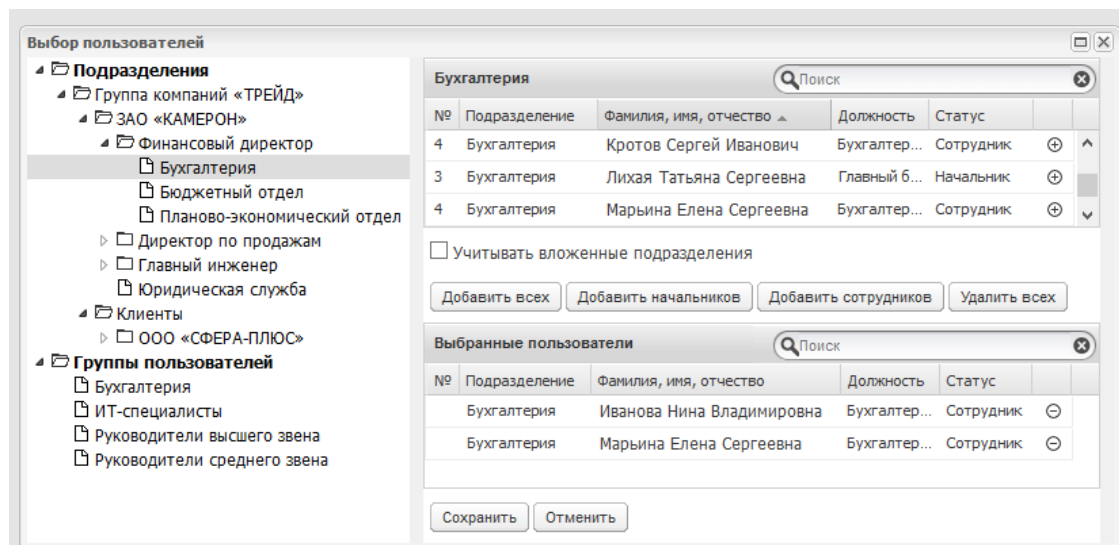 Выбор пользователей
Подразделения
Группа компаний «ТРЕЙД»
ЗАО «КАМЕРОН»
Финансовый директор
Бухгалтерия
Бюджетный отдел
Планово-экономический отдел
Директор по продажам
Главный инженер
Юридическая служба
Клиенты
ООО «СФЕРА-ПЛЮС»
Группы пользователей
Бухгалтерия
ИТ-специалисты
Руководители высшего звена
Руководители среднего звена
Бухгалтерия Поиск
№ Подразделение Фамилия, имя, отчество Должность Статус
4 Бухгалтерия Кротов Сергей Иванович Бухгалтер... Сотрудник
3 Бухгалтерия Лихая Татьяна Сергеевна Главный б... Начальник
4 Бухгалтерия Марьина Елена Сергеевна Бухгалтер... Сотрудник
Учитывать вложенные подразделения
Добавить всех Добавить начальников Добавить сотрудников Удалить всех
Выбранные пользователи Поиск
№ Подразделение Фамилия, имя, отчество Должность Статус
Бухгалтерия Иванова Нина Владимировна Бухгалтер... Сотрудник
Бухгалтерия Марьина Елена Сергеевна Бухгалтер... Сотрудник
Сохранить Отменить